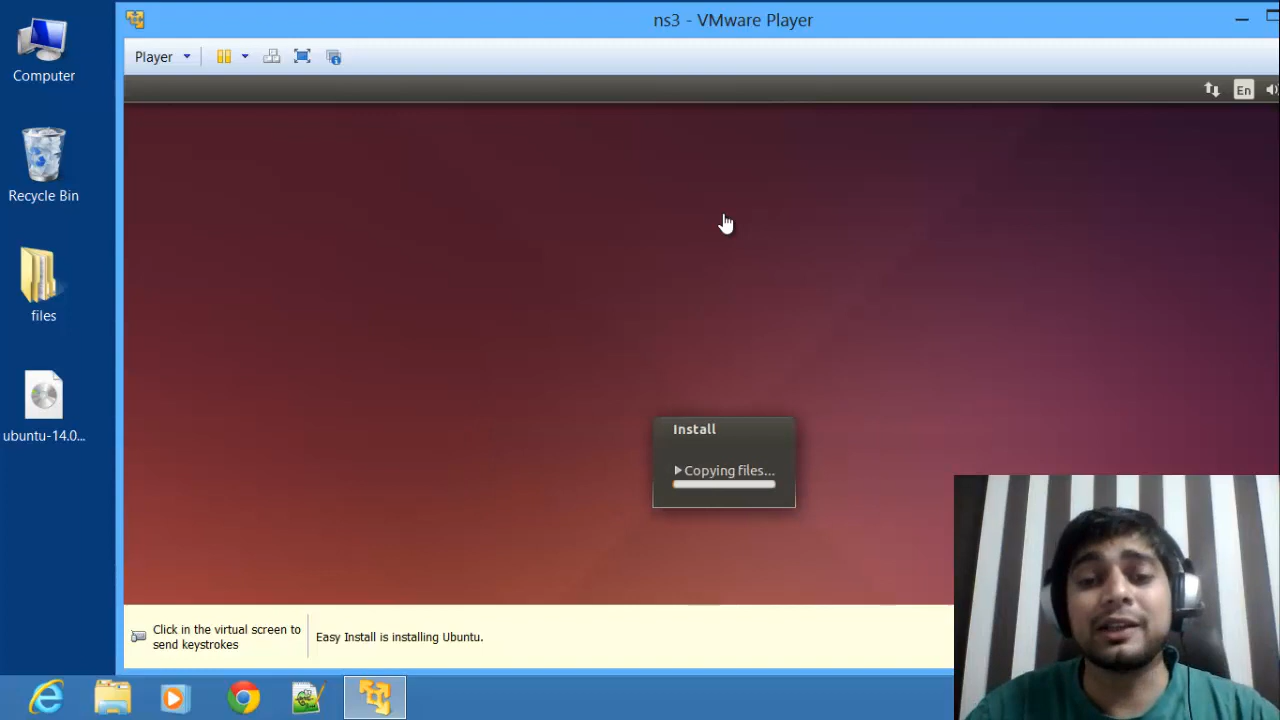 ns3 - VMware Player
Player
En
Computer
Recycle Bin
files
ubuntu-14.0...
Install
Copying files...
Click in the virtual screen to
send keystrokes
Easy Install is installing Ubuntu.